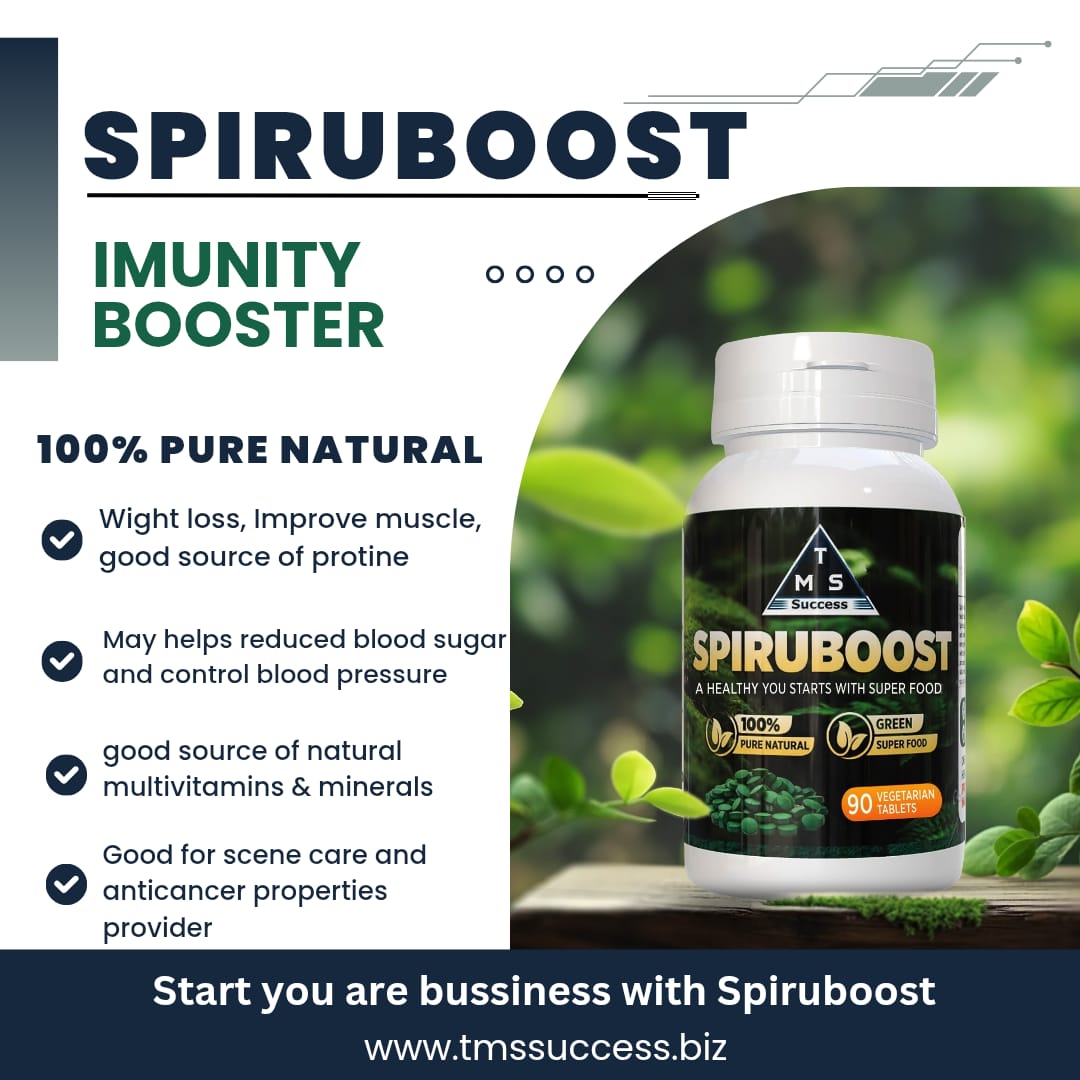 SPIRUBOOST
IMUNITY
BOOSTER
100% PURE NATURAL
Wight loss, Improve muscle,
good source of protine
May helps reduced blood sugar
and control blood pressure
good source of natural
multivitamins & minerals
Good for scene care and
anticancer properties
provider
T
M S
Success
SPIRUBOOST
A HEALTHY YOU STARTS WITH SUPER FOOD
100%
PURE NATURAL
GREEN
SUPER FOOD
90 VEGETARIAN
TABLETS
Start you are bussiness with Spiruboost
www.tmssuccess.biz